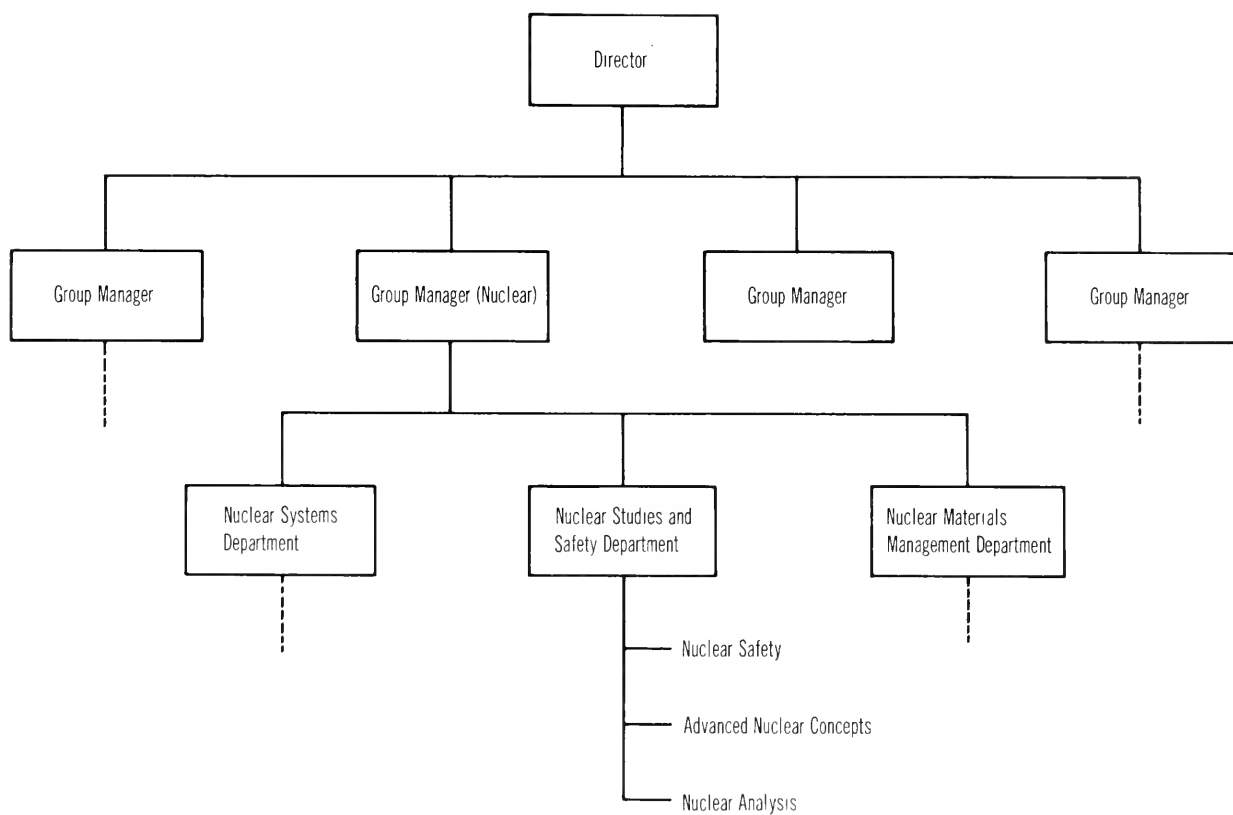 Director
Group Manager
Group Manager (Nuclear)
Group Manager
Group Manager
Nuclear Systems
Department
Nuclear Studies and
Safety Department
Nuclear Materials
Management Department
Nuclear Safety
Advanced Nuclear Concepts
Nuclear Analysis